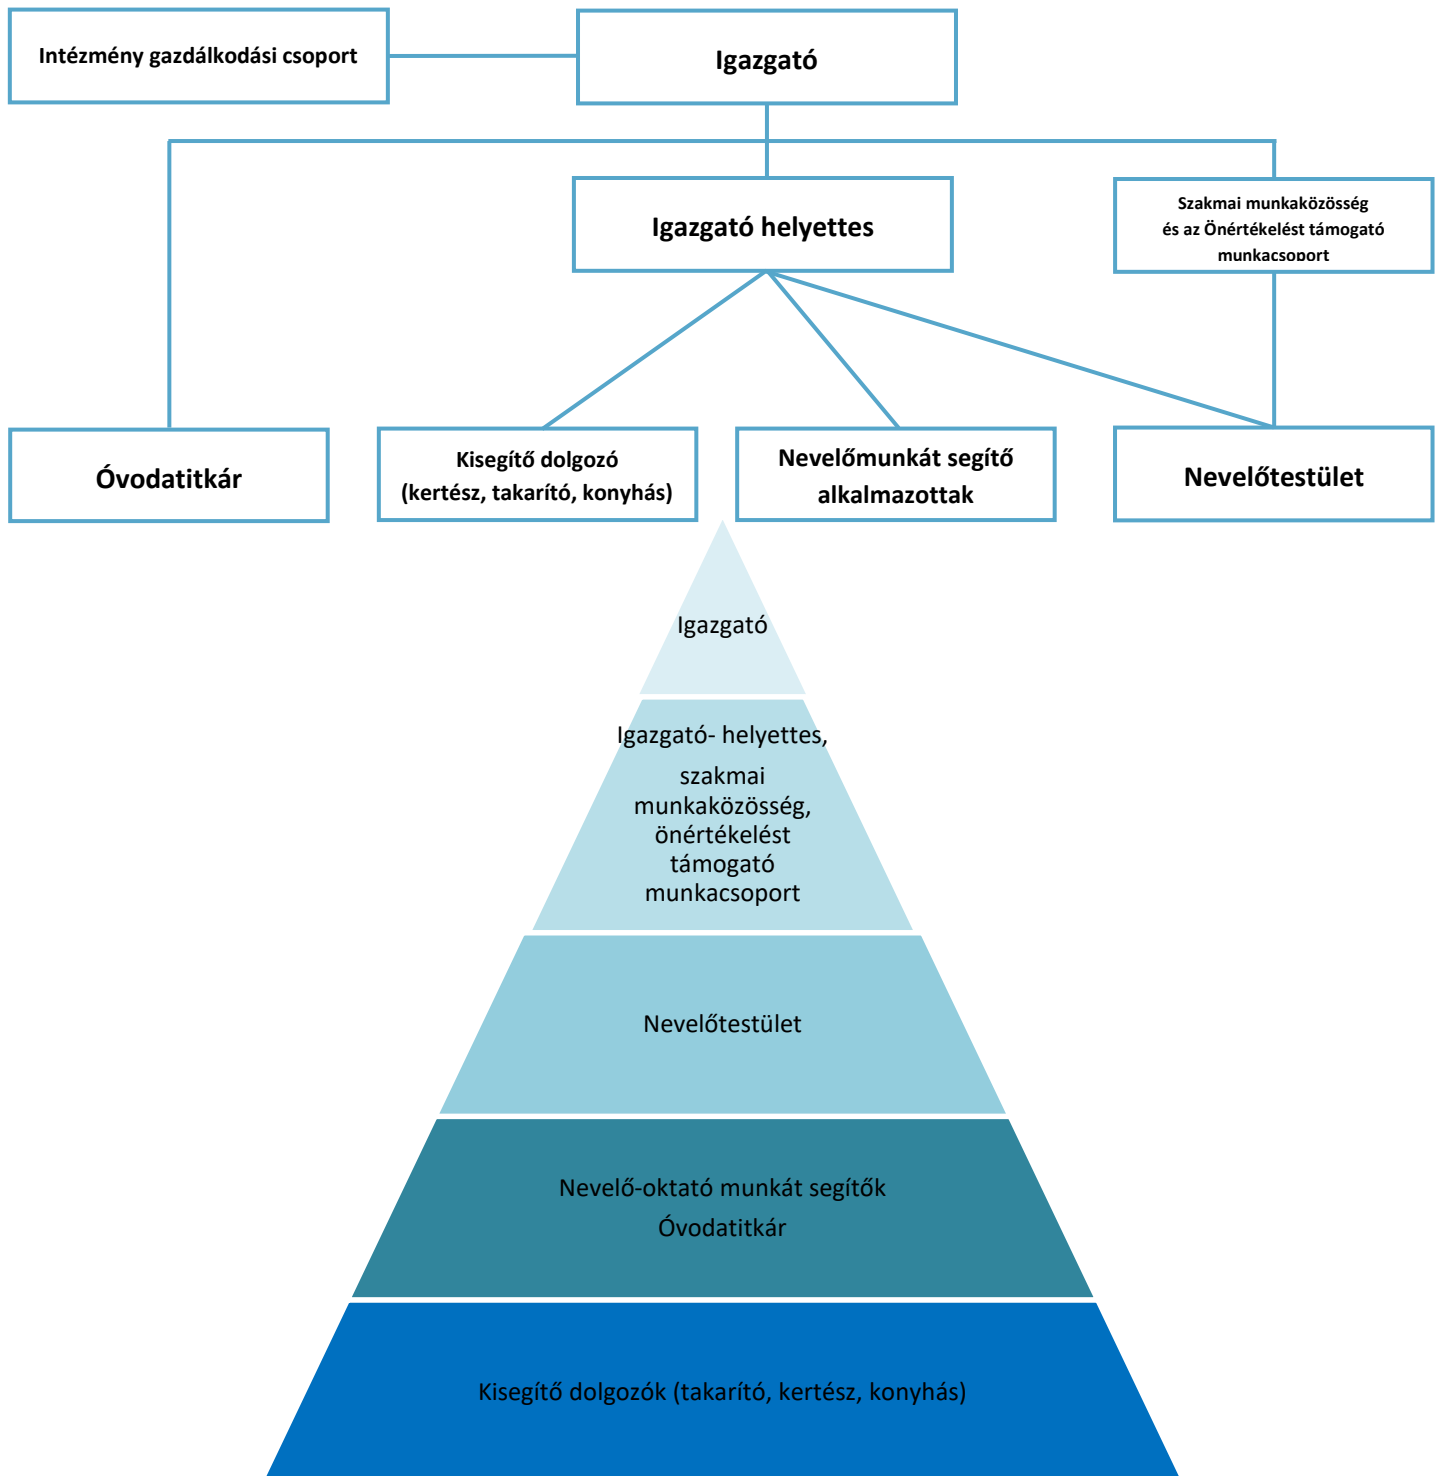 Intézmény gazdálkodási csoport
Igazgató
Igazgató helyettes
Szakmai munkaközösség
és az Önértékelést támogató
munkacsoport
Óvodatitkár
Kisegítő dolgozó
(kertész, takarító, konyhás)
Nevelőmunkát segítő
alkalmazottak
Nevelőtestület
Igazgató
Igazgató- helyettes,
szakmai
munkaközösség,
önértékelést
támogató
munkacsoport
Nevelőtestület
Nevelő-oktató munkát segítők
Óvodatitkár
Kisegítő dolgozók (takarító, kertész, konyhás)